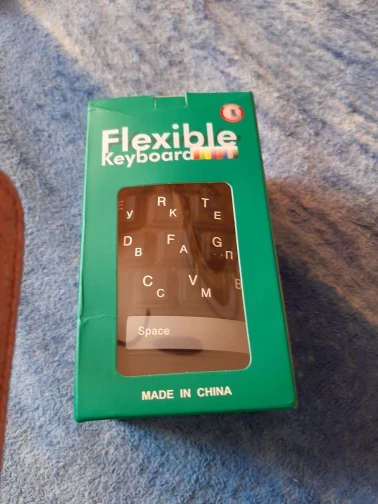 Flexible
Keyboard
R T
У К Е
D F G
В А П
C V
С М
Space
MADE IN CHINA